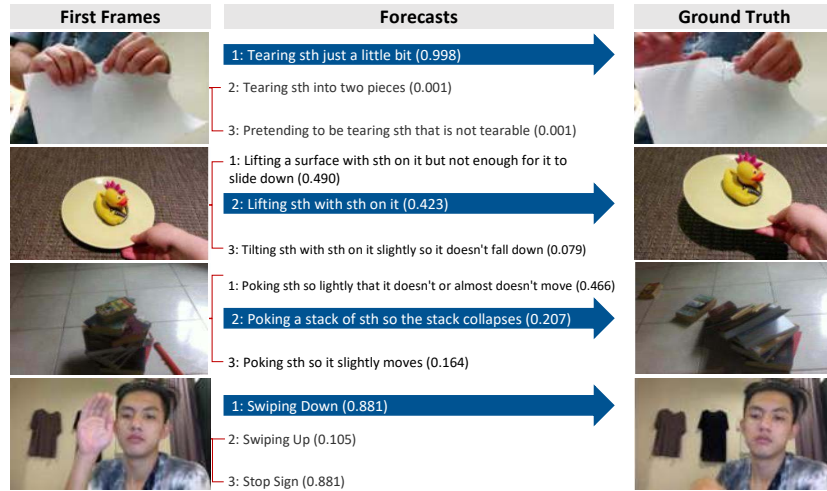 First Frames
Forecasts
Ground Truth
1: Tearing sth just a little bit (0.998)
2: Tearing sth into two pieces (0.001)
3: Pretending to be tearing sth that is not tearable (0.001)
1: Lifting a surface with sth on it but not enough for it to
slide down (0.490)
2: Lifting sth with sth on it (0.423)
3: Tilting sth with sth on it slightly so it doesn't fall down (0.079)
1: Poking sth so lightly that it doesn't or almost doesn't move (0.466)
2: Poking a stack of sth so the stack collapses (0.207)
3: Poking sth so it slightly moves (0.164)
1: Swiping Down (0.881)
2: Swiping Up (0.105)
3: Stop Sign (0.881)